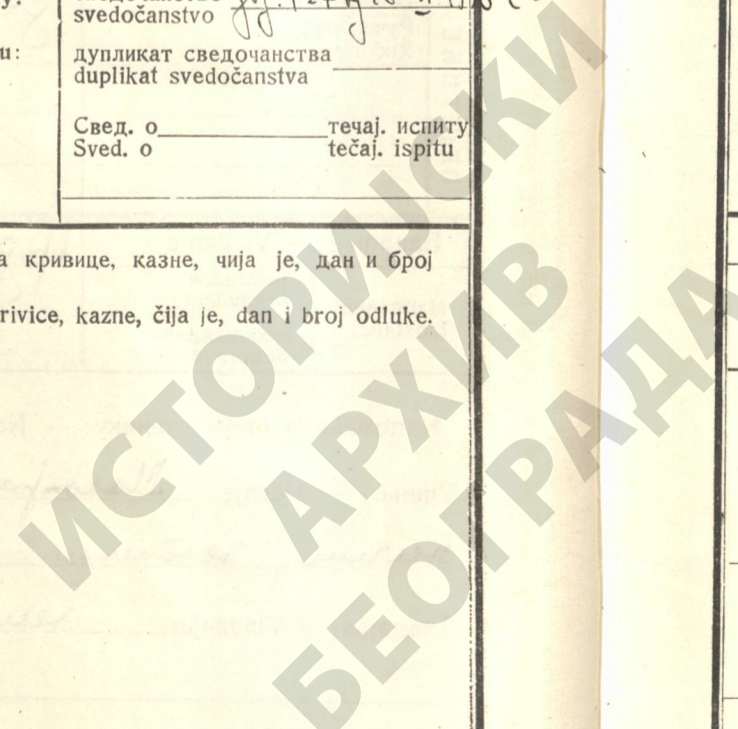 у:
svedočanstvo
и:
дупликат сведочанства
duplikat svedočanstva
Свед. о течај. испиту
Sved. o tečaj. ispitu
а кривице, казне, чија је, дан и број
rivice, kazne, čija je, dan i broj odluke.
ИСТОРИЈСКИ
АРХИВ
БЕОГРАДА